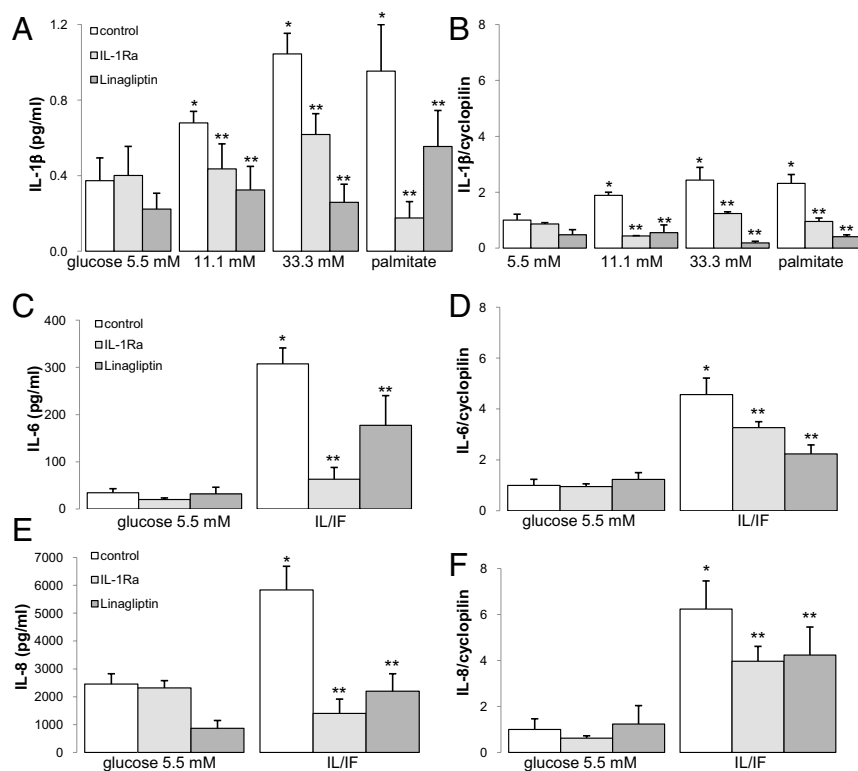 A
control
IL-1Ra
Linagliptin
IL-1β (pg/ml)
1.2
0.8
0.4
0.0
* ** ** * ** ** * ** **
glucose 5.5 mM 11.1 mM 33.3 mM palmitate
B
IL-1β/cyclopilin
8
6
4
2
0
* ** ** * ** ** * ** **
5.5 mM 11.1 mM 33.3 mM palmitate
C
control
IL-1Ra
Linagliptin
IL-6 (pg/ml)
400
300
200
100
0
* ** **
glucose 5.5 mM IL/IF
D
IL-6/cyclopilin
8
6
4
2
0
* ** **
glucose 5.5 mM IL/IF
E
control
IL-1Ra
Linagliptin
IL-8 (pg/ml)
7000
6000
5000
4000
3000
2000
1000
0
* ** **
glucose 5.5 mM IL/IF
F
IL-8/cyclopilin
8
6
4
2
0
* ** **
glucose 5.5 mM IL/IF